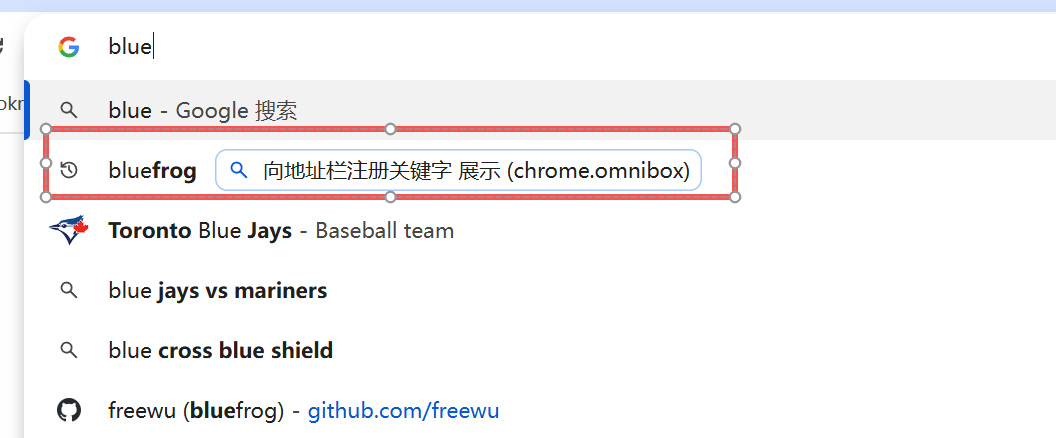 blue
okr
blue - Google 搜索
bluefrog 向地址栏注册关键字 展示 (chrome.omnibox)
Toronto Blue Jays - Baseball team
blue jays vs mariners
blue cross blue shield
freewu (bluefrog) - github.com/freewu